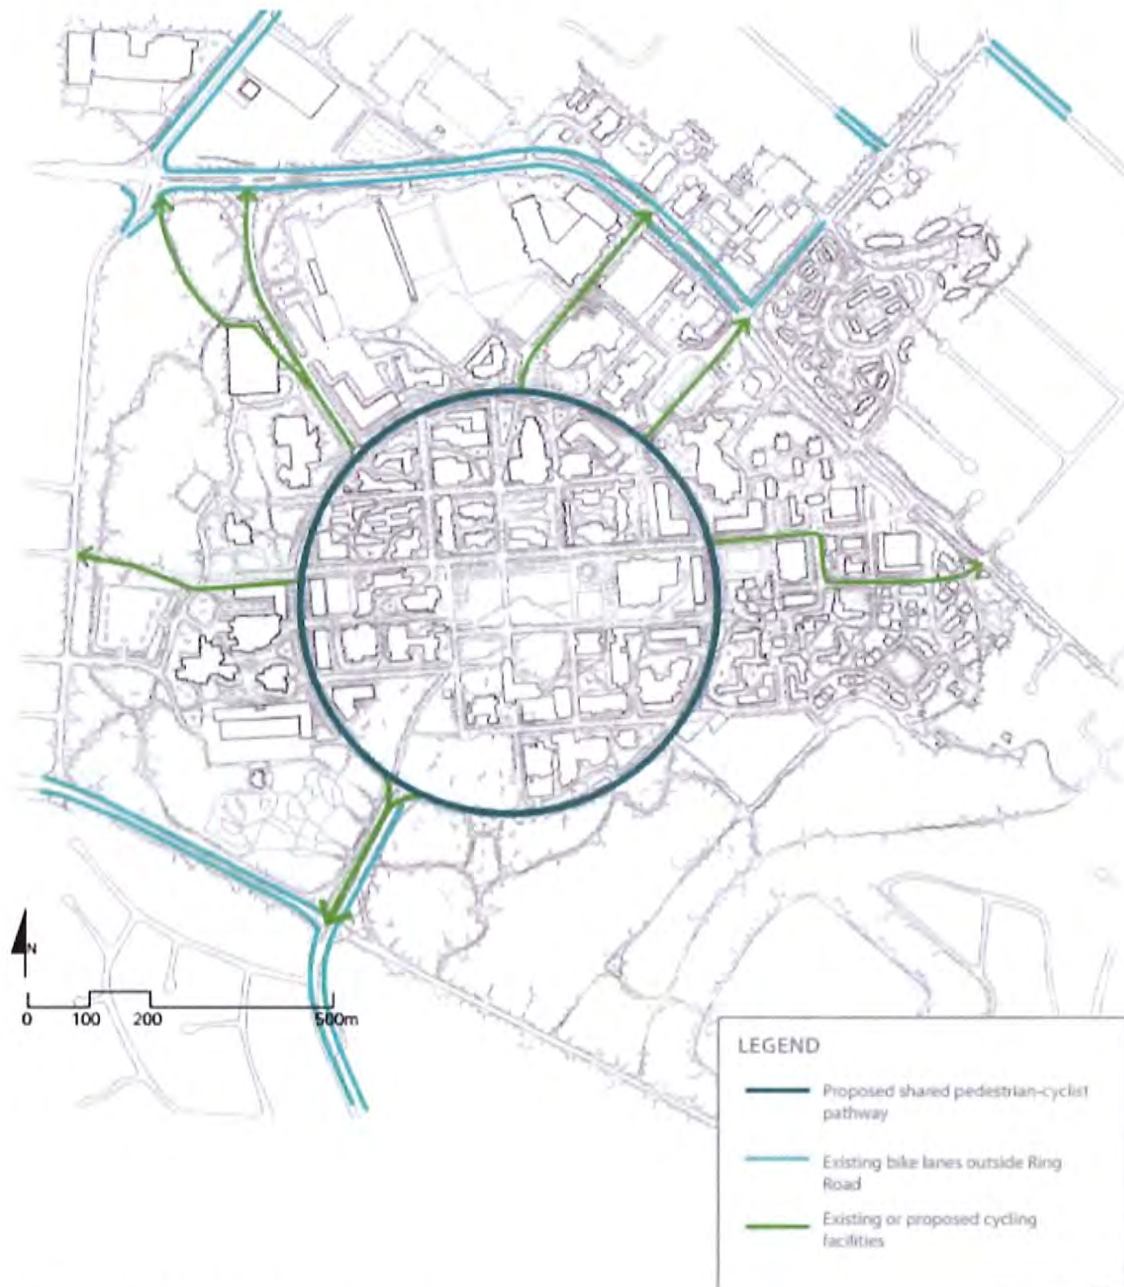 N
0 100 200 500m
LEGEND
Proposed shared pedestrian-cyclist
pathway
Existing bike lanes outside Ring
Road
Existing or proposed cycling
facilities